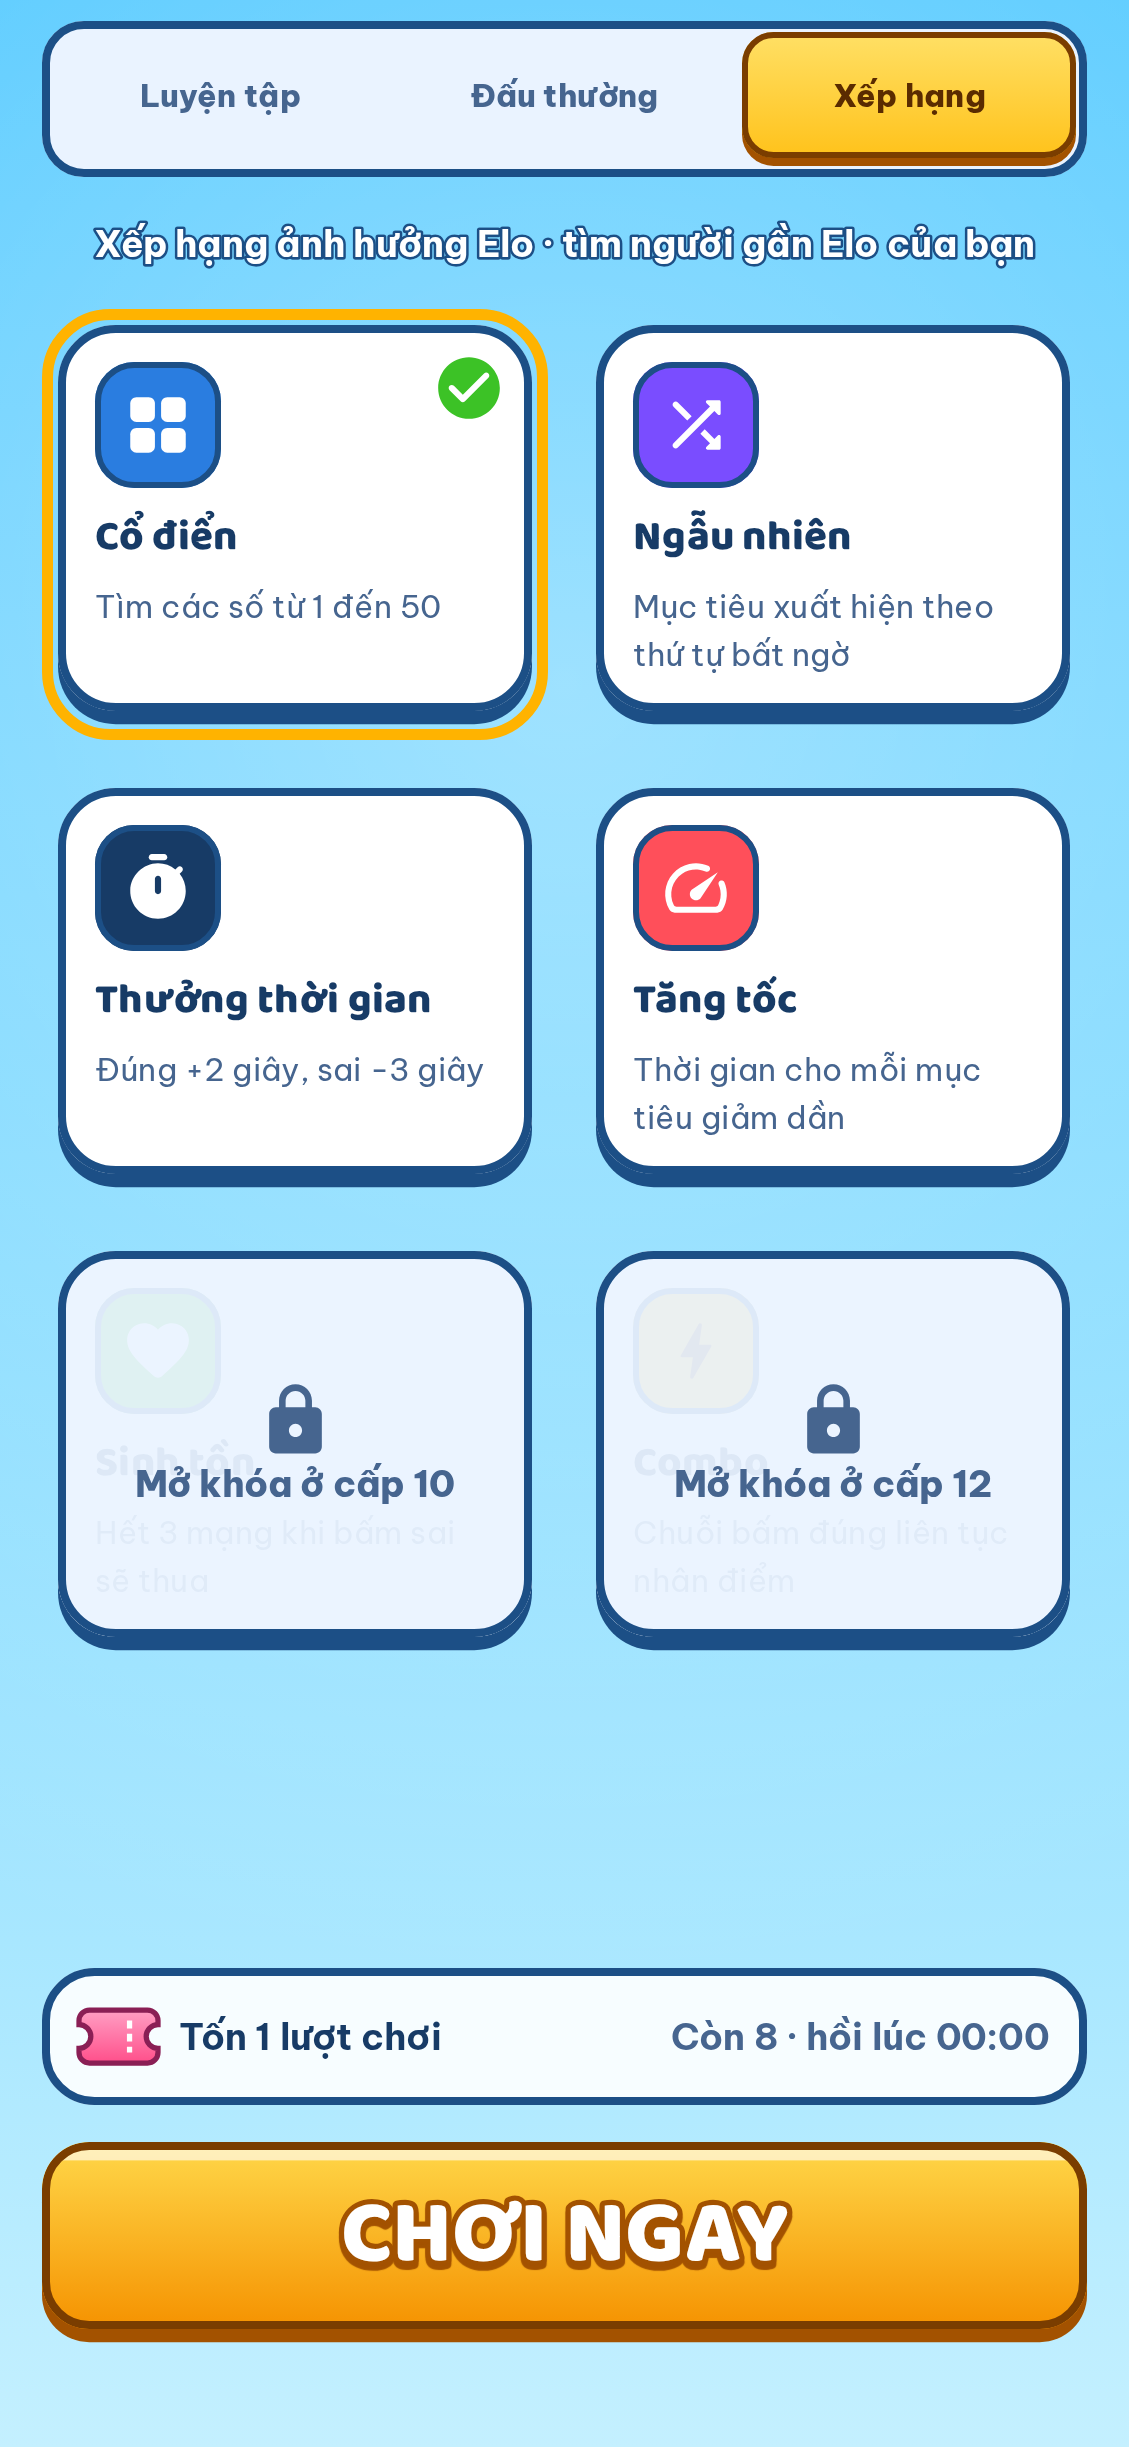 Luyện tập
Đấu thường
Xếp hạng
Xếp hạng ảnh hưởng Elo · tìm người gần Elo của bạn
Cổ điển
Tìm các số từ 1 đến 50
Ngẫu nhiên
Mục tiêu xuất hiện theo
thứ tự bất ngờ
Thưởng thời gian
Đúng +2 giây, sai -3 giây
Tăng tốc
Thời gian cho mỗi mục
tiêu giảm dần
Sinh tồn
Mở khóa ở cấp 10
Hết 3 mạng khi bấm sai
sẽ thua
Combo
Mở khóa ở cấp 12
Chuỗi bấm đúng liên tục
nhân điểm
Tốn 1 lượt chơi
Còn 8 · hồi lúc 00:00
CHƠI NGAY